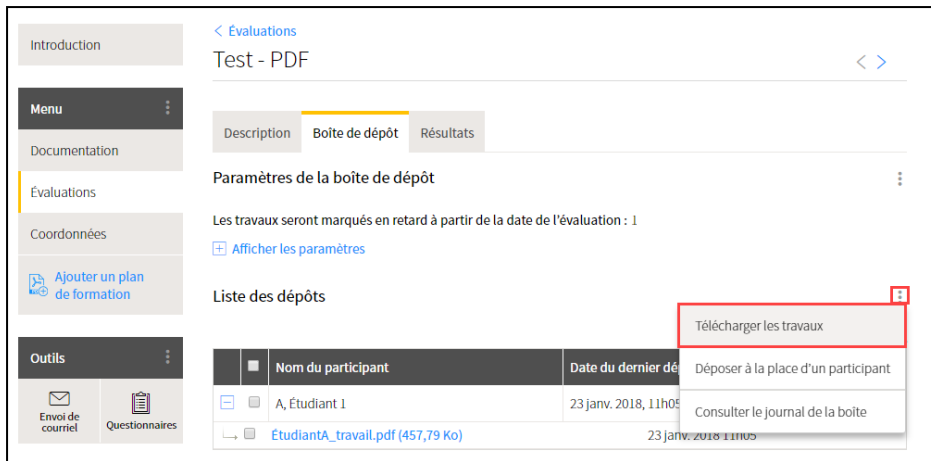 Introduction
< Évaluations
Test - PDF
< >
Menu
Documentation
Évaluations
Coordonnées
Ajouter un plan
de formation
Outils
Envoi de
courriel
Questionnaires
Description
Boîte de dépôt
Résultats
Paramètres de la boîte de dépôt
Les travaux seront marqués en retard à partir de la date de l'évaluation : 1
Afficher les paramètres
Liste des dépôts
Télécharger les travaux
Déposer à la place d'un participant
Consulter le journal de la boîte
Nom du participant
Date du dernier dé
A, Étudiant 1
23 janv. 2018, 11h05
ÉtudiantA_travail.pdf (457,79 Ko)
23 janv. 2018 11h05